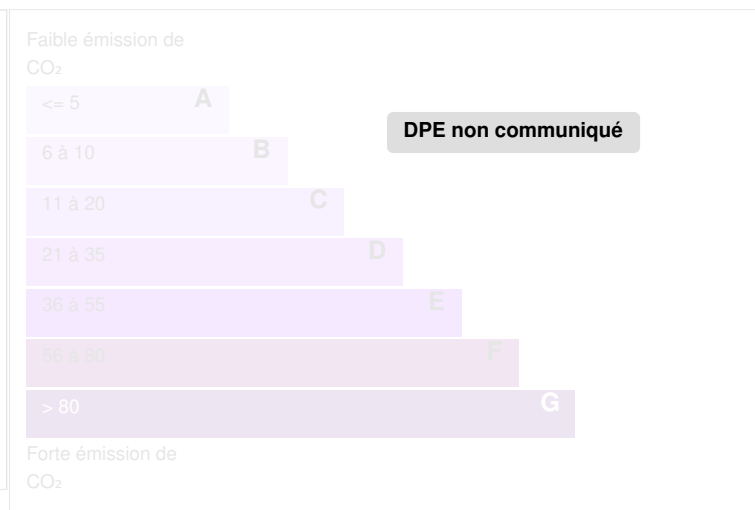 Faible émission de
CO₂
<= 5 A
DPE non communiqué
6 à 10 B
11 à 20 C
21 à 35 D
36 à 55 E
56 à 80 F
> 80 G
Forte émission de
CO₂